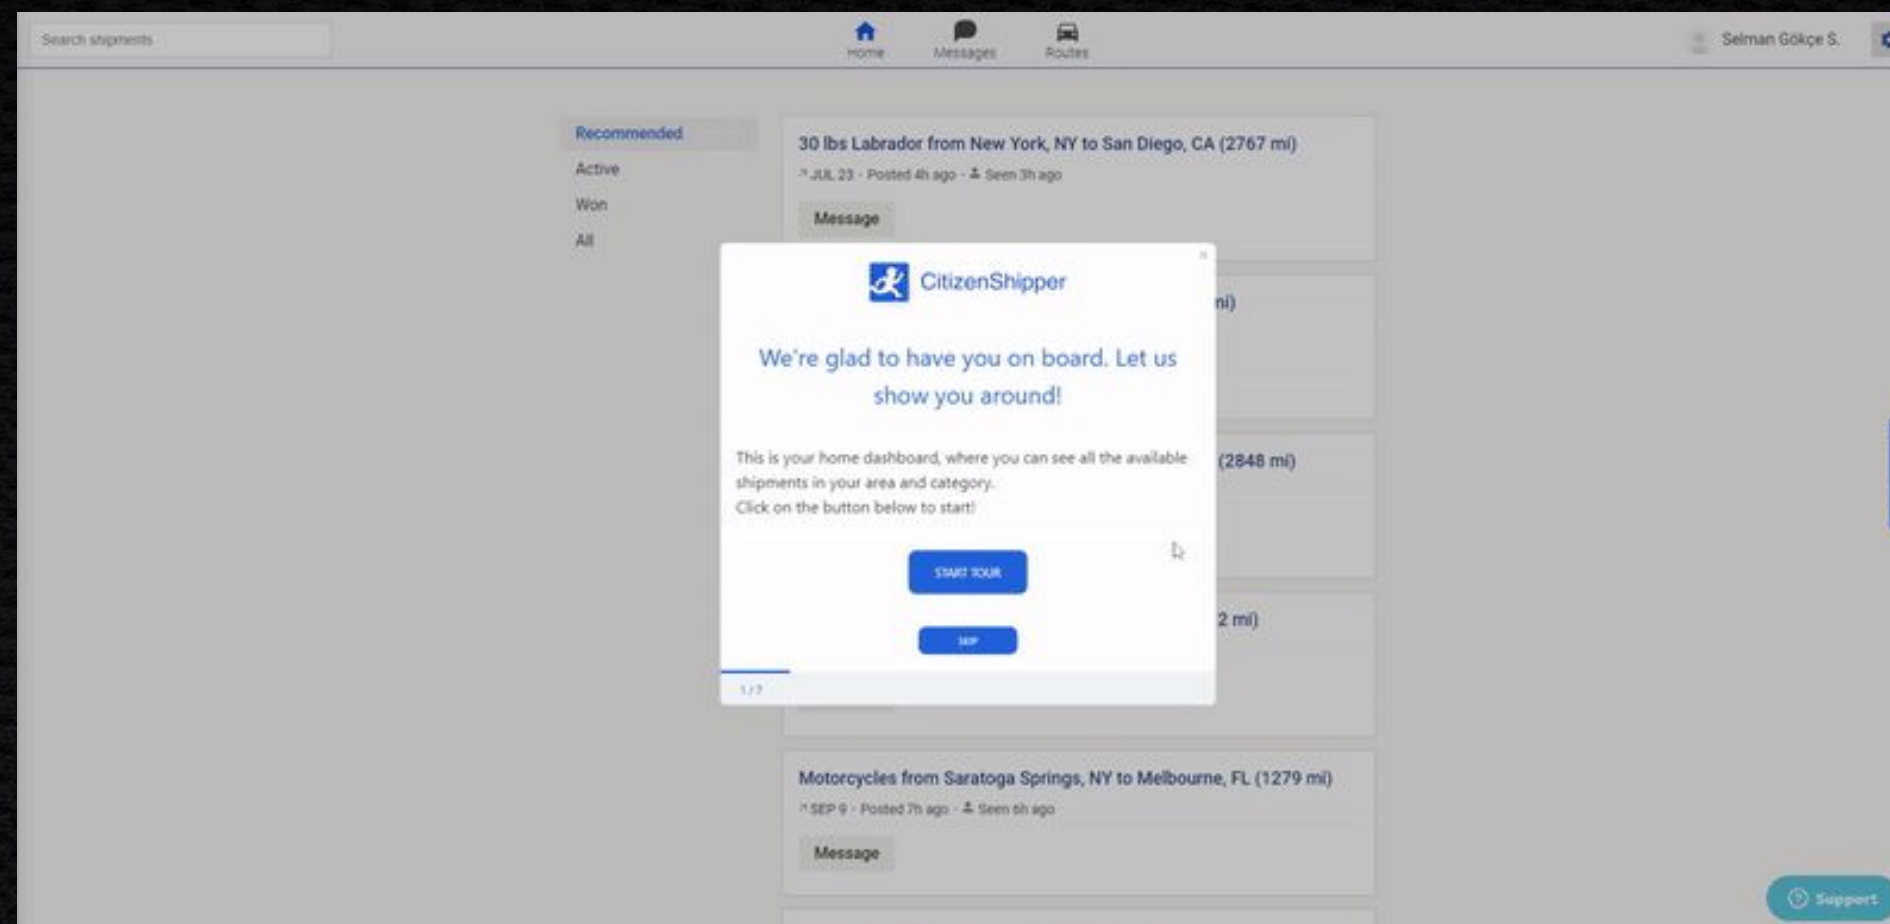 Search shipments
Home
Messages
Routes
Selman Gökçe S.
Recommended
Active
Won
All
30 lbs Labrador from New York, NY to San Diego, CA (2767 mi)
JUL 23 - Posted 4h ago - Seen 3h ago
Message
mi)
(2848 mi)
2 mi)
CitizenShipper
We're glad to have you on board. Let us
show you around!
This is your home dashboard, where you can see all the available
shipments in your area and category.
Click on the button below to start!
START TOUR
SKIP
1 / 7
Motorcycles from Saratoga Springs, NY to Melbourne, FL (1279 mi)
SEP 9 - Posted 7h ago - Seen 6h ago
Message
Support